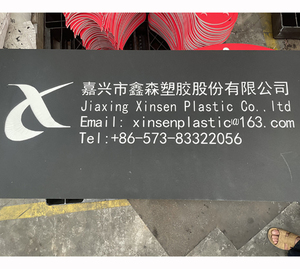 嘉兴市鑫森塑胶股份有限公司
Jiaxing Xinsen Plastic Co.,ltd
Email: xinsenplastic@163.com
Tel:+86-573-83322056